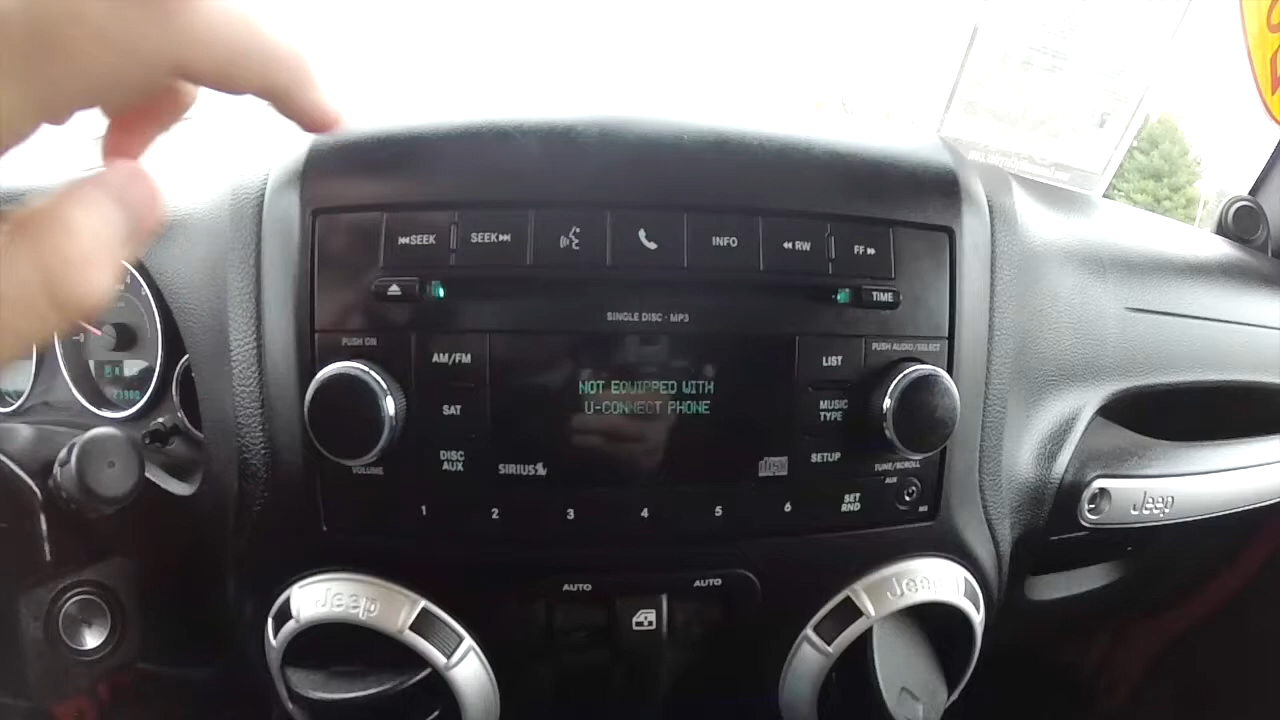 SEEK
SEEK
INFO
RW
FF
TIME
SINGLE DISC · MP3
PUSH ON
PUSH AUDIO/SELECT
AM/FM
LIST
NOT EQUIPPED WITH
U-CONNECT PHONE
SAT
MUSIC
TYPE
DISC
AUX
SETUP
SIRIUS
VOLUME
TUNE/SCROLL
AUX
1
2
3
4
5
6
SET
RND
Jeep
AUTO
AUTO
Jeep
Jeep